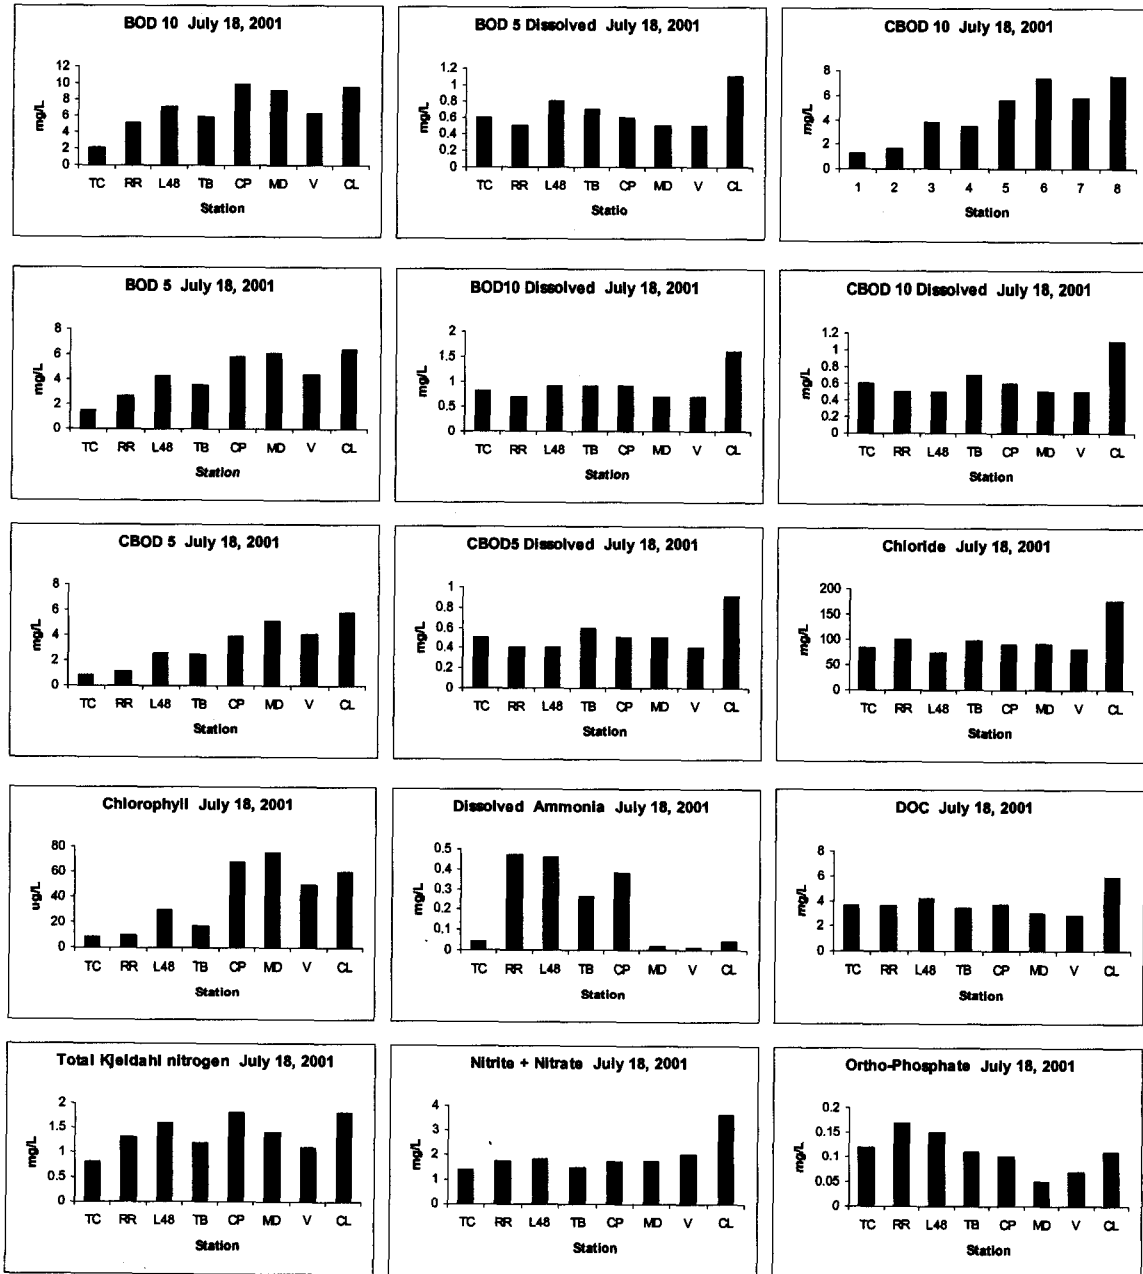 BOD 10 July 18, 2001
12
10
8
6
4
2
0
mg/L
TC RR L48 TB CP MD V CL
Station
BOD 5 Dissolved July 18, 2001
1.2
1
0.8
0.6
0.4
0.2
0
mg/L
TC RR L48 TB CP MD V CL
Statio
CBOD 10 July 18, 2001
8
6
4
2
0
mg/L
1 2 3 4 5 6 7 8
Station
BOD 5 July 18, 2001
8
6
4
2
0
mg/L
TC RR L48 TB CP MD V CL
Station
BOD10 Dissolved July 18, 2001
2
1.5
1
0.5
0
mg/L
TC RR L48 TB CP MD V CL
Station
CBOD 10 Dissolved July 18, 2001
1.2
1
0.8
0.6
0.4
0.2
0
mg/L
TC RR L48 TB CP MD V CL
Station
CBOD 5 July 18, 2001
8
6
4
2
0
mg/L
TC RR L48 TB CP MD V CL
Station
CBOD5 Dissolved July 18, 2001
1
0.8
0.6
0.4
0.2
0
mg/L
TC RR L48 TB CP MD V CL
Station
Chloride July 18, 2001
200
150
100
50
0
mg/L
TC RR L48 TB CP MD V CL
Station
Chlorophyll July 18, 2001
80
60
40
20
0
ug/L
TC RR L48 TB CP MD V CL
Station
Dissolved Ammonia July 18, 2001
0.5
0.4
0.3
0.2
0.1
0
mg/L
TC RR L48 TB CP MD V CL
Station
DOC July 18, 2001
8
6
4
2
0
mg/L
TC RR L48 TB CP MD V CL
Station
Total Kjeldahl nitrogen July 18, 2001
2
1.5
1
0.5
0
mg/L
TC RR L48 TB CP MD V CL
Station
Nitrite + Nitrate July 18, 2001
4
3
2
1
0
mg/L
TC RR L48 TB CP MD V CL
Station
Ortho-Phosphate July 18, 2001
0.2
0.15
0.1
0.05
0
mg/L
TC RR L48 TB CP MD V CL
Station